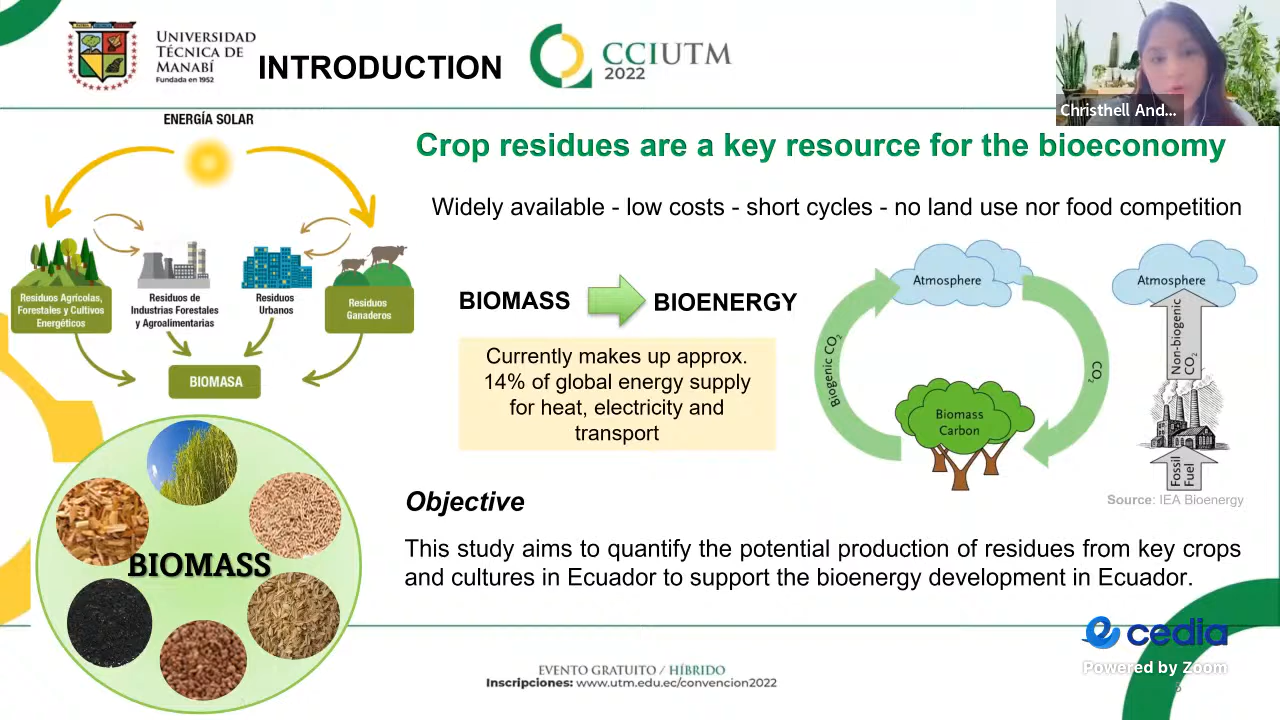 UNIVERSIDAD
TÉCNICA DE
MANABÍ
Fundada en 1952
INTRODUCTION
CCIUTM
2022
Christhell And...
ENERGÍA SOLAR
Crop residues are a key resource for the bioeconomy
Widely available - low costs - short cycles - no land use nor food competition
Residuos Agrícolas,
Forestales y Cultivos
Energéticos
Residuos de
Industrias Forestales
y Agroalimentarias
Residuos
Urbanos
Residuos
Ganaderos
BIOMASA
BIOMASS
BIOENERGY
Currently makes up approx.
14% of global energy supply
for heat, electricity and
transport
Atmosphere
Biogenic CO₂
CO₂
Biomass
Carbon
Atmosphere
Non-biogenic
CO₂
Fossil
Fuel
Source: IEA Bioenergy
BIOMASS
Objective
This study aims to quantify the potential production of residues from key crops
and cultures in Ecuador to support the bioenergy development in Ecuador.
cedia
Powered by Zoom
EVENTO GRATUITO / HÍBRIDO
Inscripciones: www.utm.edu.ec/convencion2022